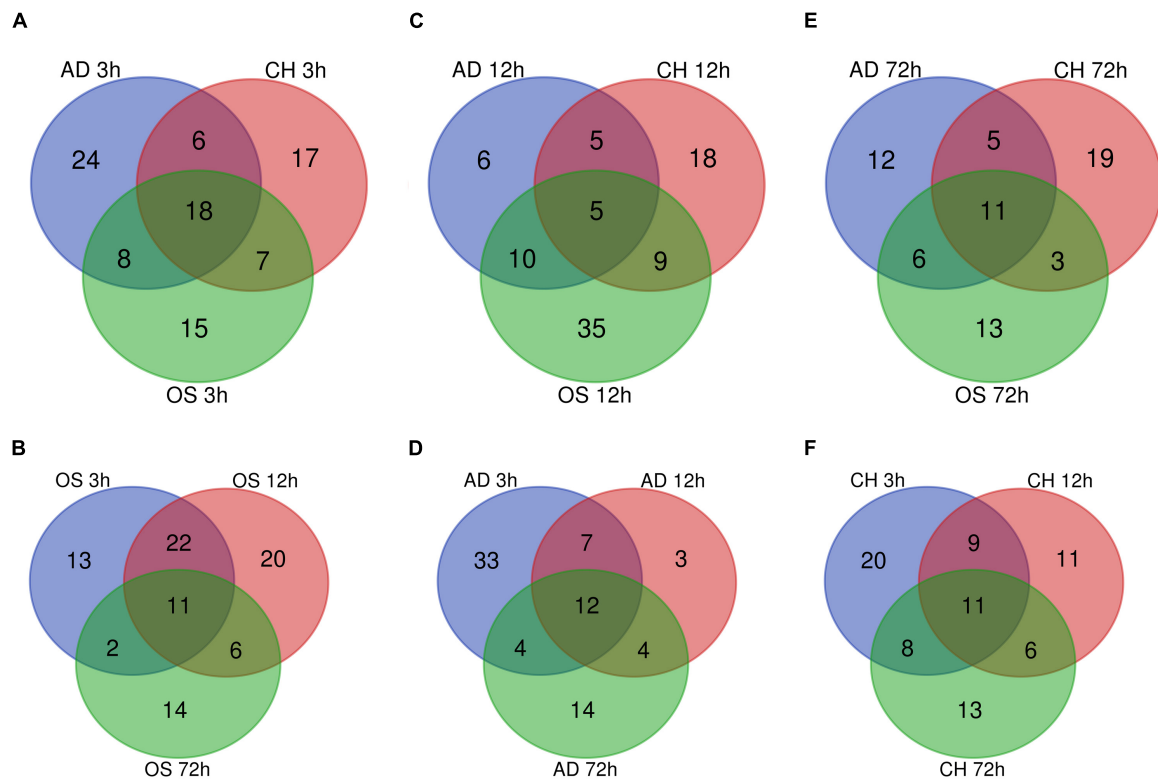 A C E
AD 3h CH 3h AD 12h CH 12h AD 72h CH 72h
6 5 5
24 17 6 18 12 19
18 5 11
8 7 10 9 6 3
15 35 13
OS 3h OS 12h OS 72h
B D F
OS 3h OS 12h AD 3h AD 12h CH 3h CH 12h
22 7 9
13 20 33 3 20 11
11 12 11
2 6 4 4 8 6
14 14 13
OS 72h AD 72h CH 72h